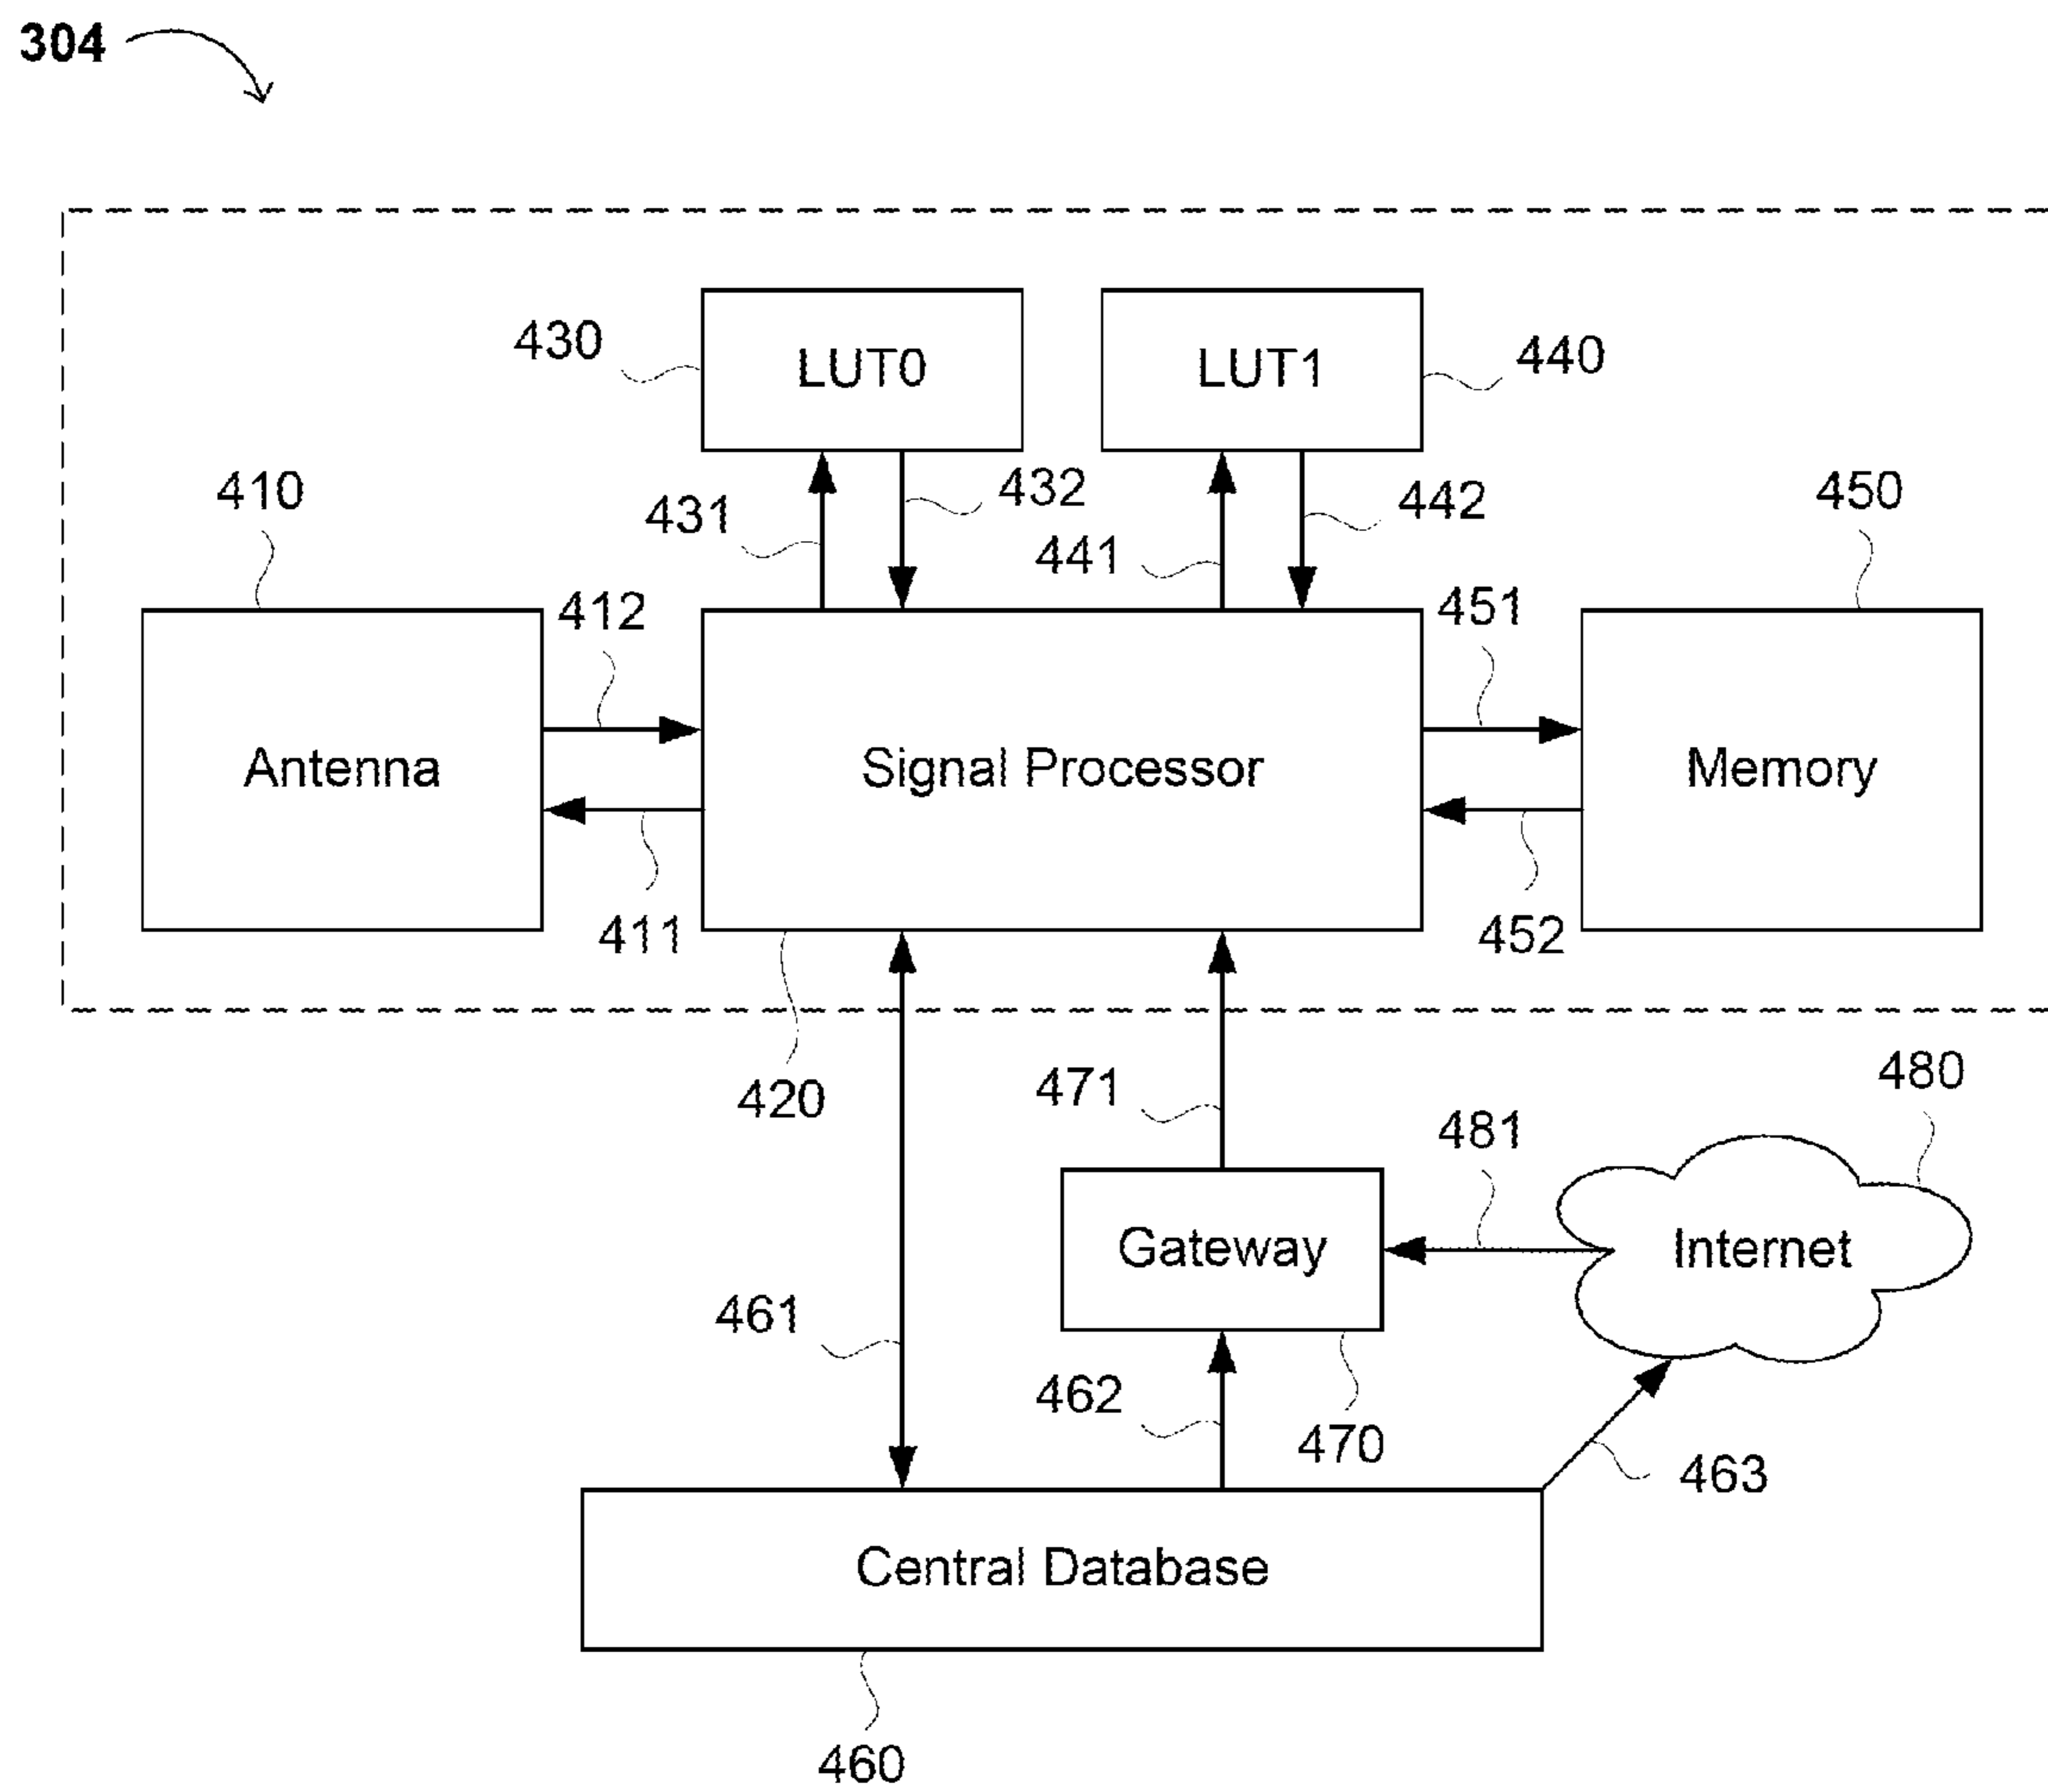 304
430
LUT0
LUT1
440
410
431
432
441
442
450
412
451
Antenna
Signal Processor
Memory
411
452
420
471
480
481
Gateway
Internet
461
462
470
463
Central Database
460